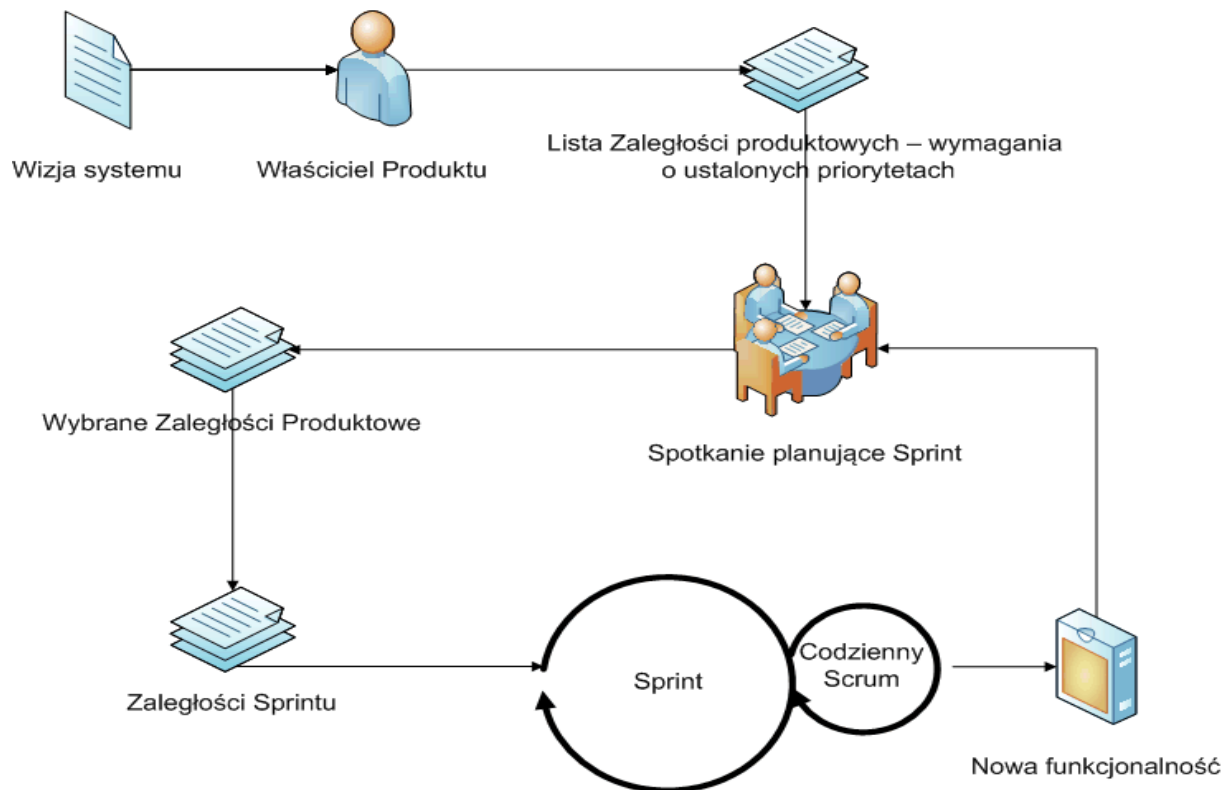 Wizja systemu
Właściciel Produktu
Lista Zaległości produktowych – wymagania
o ustalonych priorytetach
Wybrane Zaległości Produktowe
Spotkanie planujące Sprint
Zaległości Sprintu
Sprint
Codzienny
Scrum
Nowa funkcjonalność